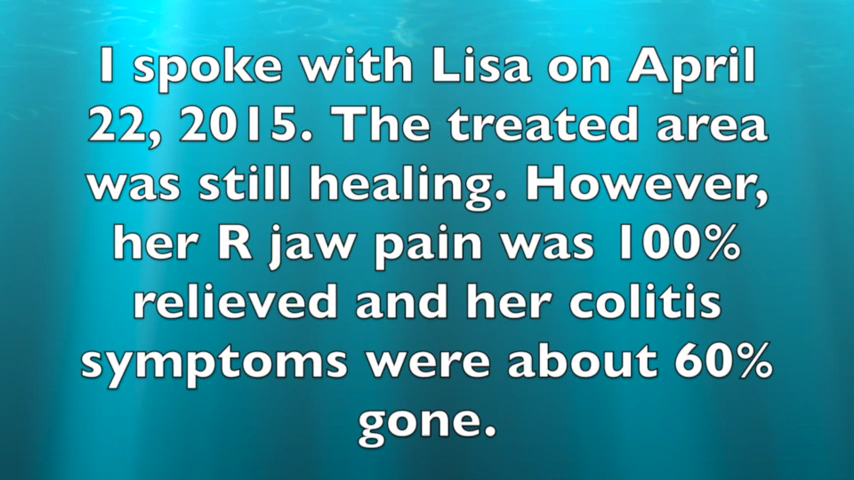 I spoke with Lisa on April
22, 2015. The treated area
was still healing. However,
her R jaw pain was 100%
relieved and her colitis
symptoms were about 60%
gone.